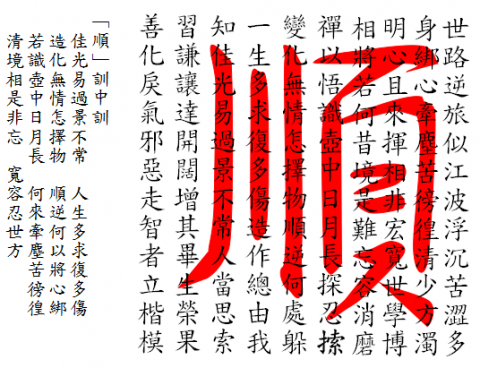 世路逆旅似江波浮沉苦澀多
身綁心牽塵苦徬徨清少方濁
明心且來揮相非宏寬世學博
相將若何昔境是難忘容消磨
禪以悟識壺中日月長探忍
變化無情怎擇物順逆何處躲
一生多求復多傷造作總由我
知佳光易過景不常人當思索
習謙讓達開闊增其畢生榮果
善化戾氣邪惡走智者立楷模
順
「順」訓中訓
佳光易過景不常 人生多求復多傷
造化無情怎擇物 順逆何以將心綁
若識壺中日月長 何來牽塵苦徬徨
清境相是非忘 寬容忍世方